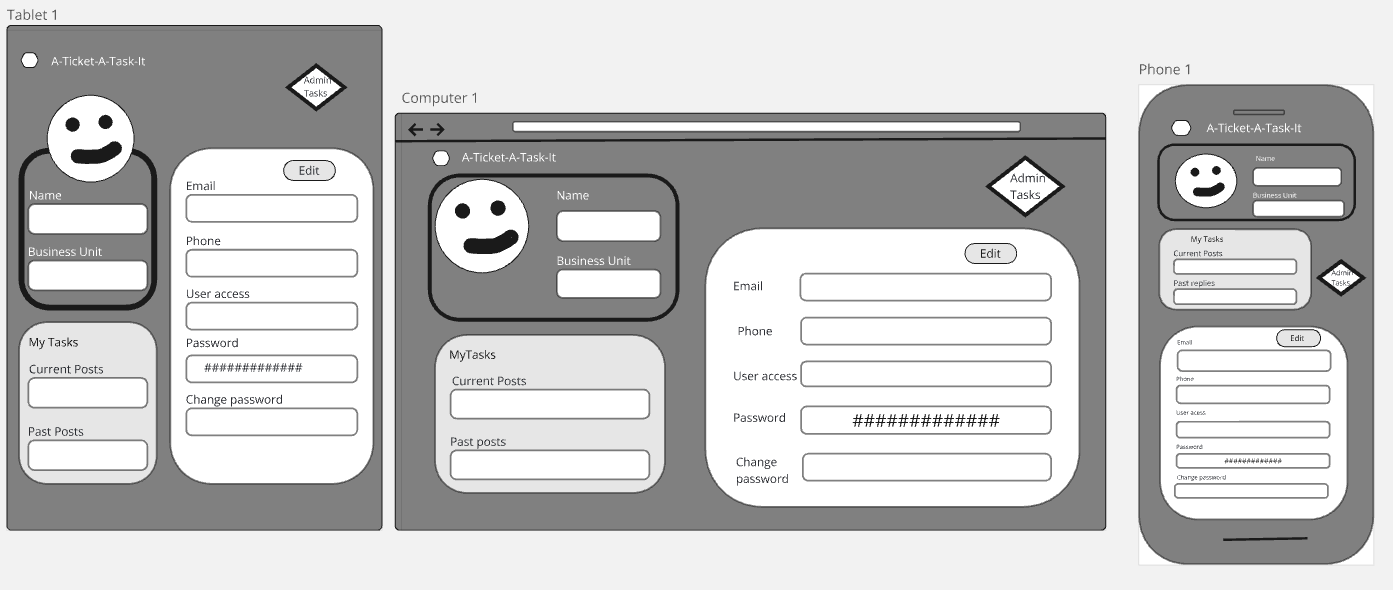 Tablet 1
A-Ticket-A-Task-It
Admin
Tasks
Name
Business Unit
My Tasks
Current Posts
Past Posts
Edit
Email
Phone
User access
Password
#############
Change password
Computer 1
A-Ticket-A-Task-It
Name
Business Unit
Admin
Tasks
MyTasks
Current Posts
Past posts
Edit
Email
Phone
User access
Password
#############
Change
password
Phone 1
A-Ticket-A-Task-It
Name
Business Unit
My Tasks
Current Posts
Past replies
Admin
Tasks
Edit
Email
Phone
User acess
Password
#############
Change password